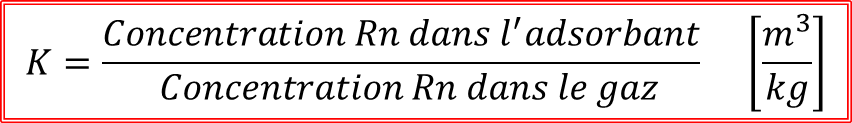 K = Concentration Rn dans l'adsorbant / Concentration Rn dans le gaz [m³/kg]